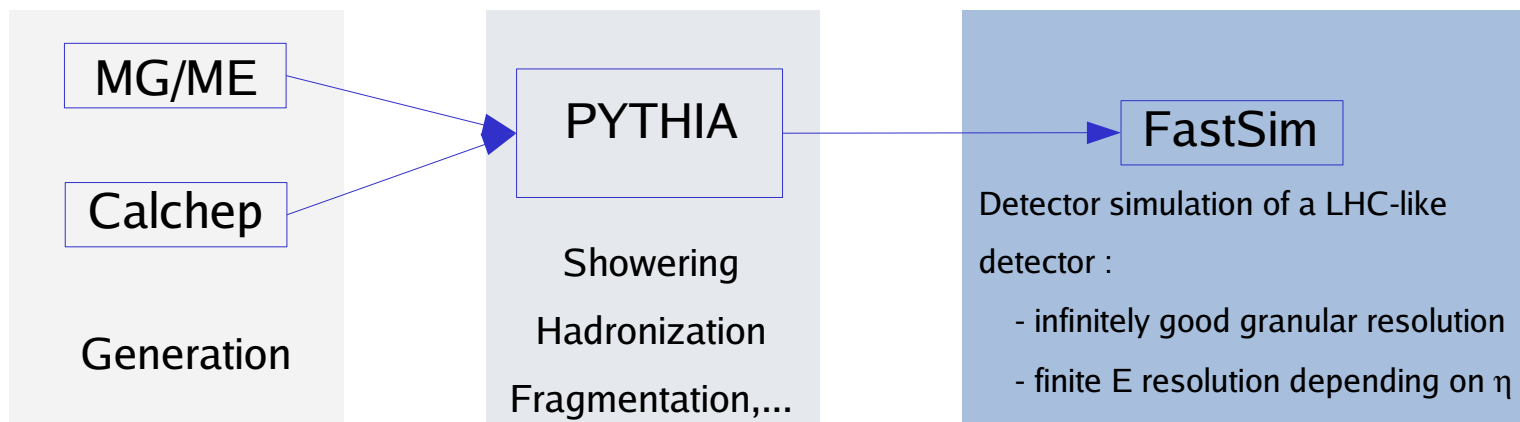 MG/ME
Calchep
Generation
PYTHIA
Showering
Hadronization
Fragmentation,...
FastSim
Detector simulation of a LHC-like
detector :
- infinitely good granular resolution
- finite E resolution depending on η